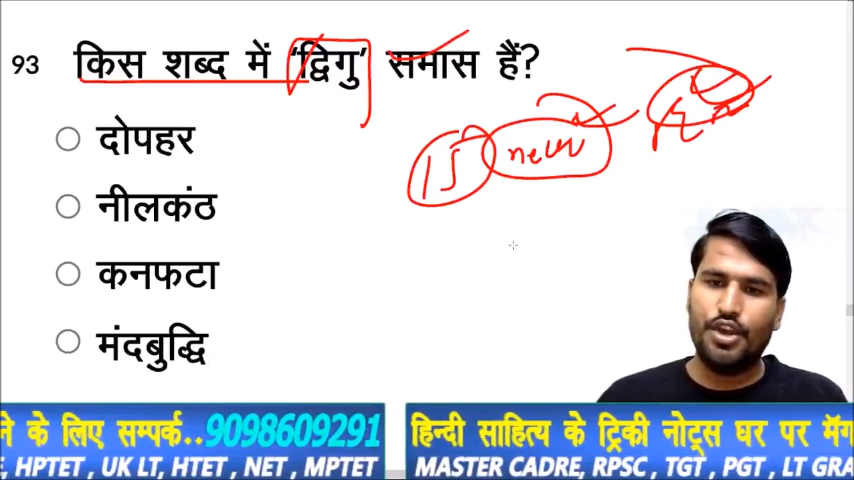 93 किस शब्द में 'द्विगु' समास हैं?
15 new
दोपहर
नीलकंठ
कनफटा
मंदबुद्धि
ने के लिए सम्पर्क..9098609291 हिन्दी साहित्य के ट्रिकी नोट्स घर पर मॅग
, HPTET, UK LT, HTET, NET, MPTET MASTER CADRE, RPSC, TGT, PGT, LT GRA